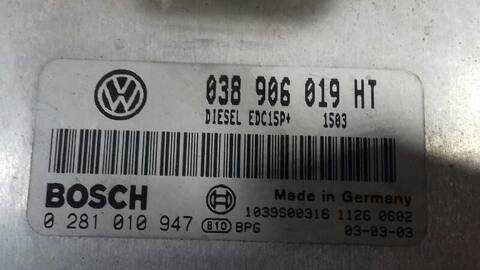 038 906 019 HT
DIESEL EDC15P+ 1503
BOSCH
Made in Germany
1039S00316 1126 0602
0 281 010 947 810 BPG
03-03-03